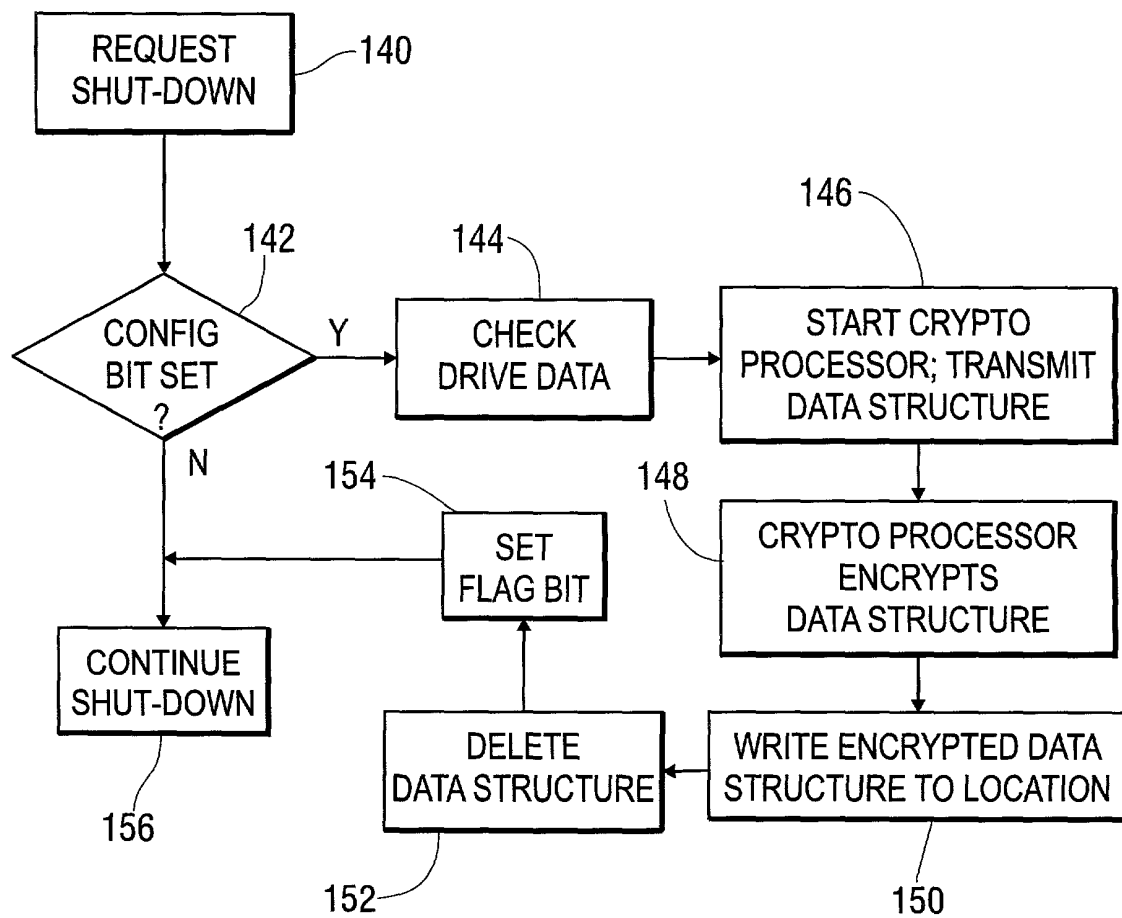 REQUEST
SHUT-DOWN
140
142
CONFIG
BIT SET
?
Y
N
144
CHECK
DRIVE DATA
146
START CRYPTO
PROCESSOR; TRANSMIT
DATA STRUCTURE
148
CRYPTO PROCESSOR
ENCRYPTS
DATA STRUCTURE
154
SET
FLAG BIT
CONTINUE
SHUT-DOWN
156
DELETE
DATA STRUCTURE
152
WRITE ENCRYPTED DATA
STRUCTURE TO LOCATION
150